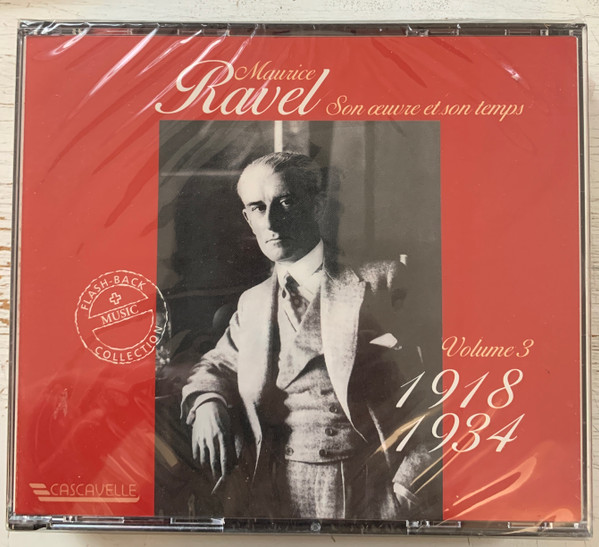 Maurice
Ravel Son œuvre et son temps
FLASH-BACK
MUSIC
COLLECTION
Volume 3
1918
1934
CASCAVELLE